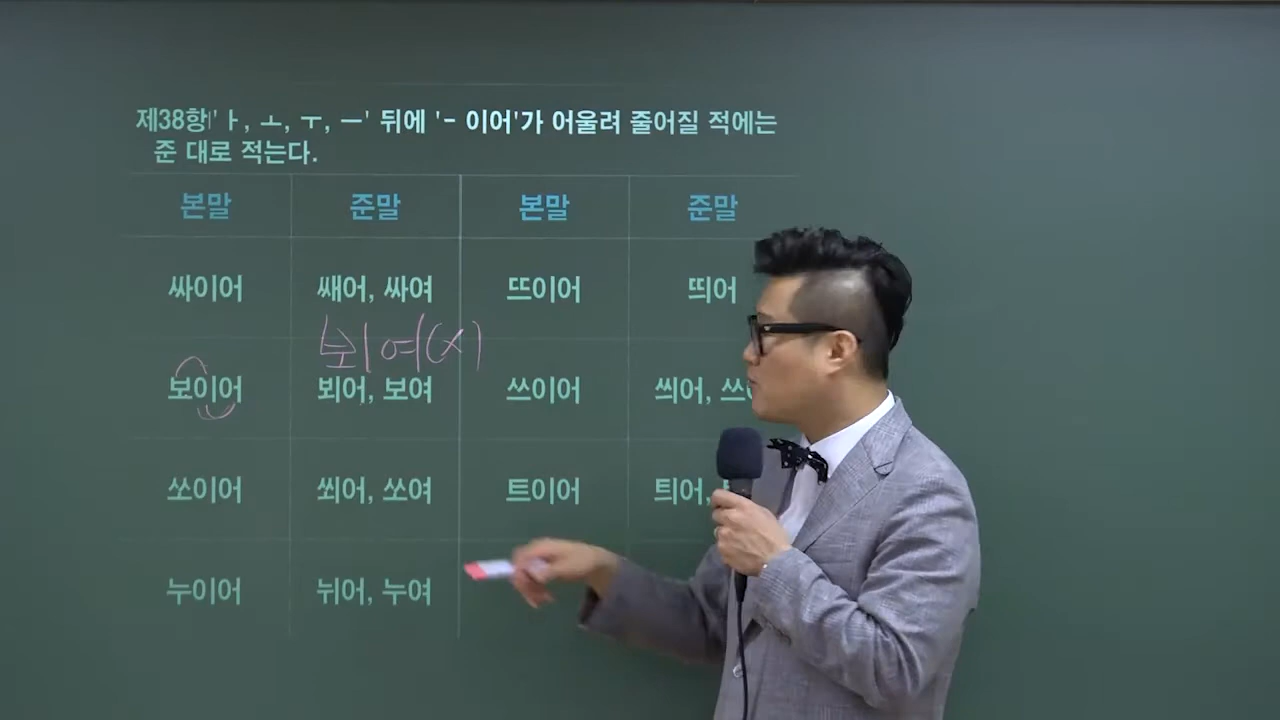 제38항 'ㅏ, ㅗ, ㅜ, ㅡ' 뒤에 '- 이어'가 어울려 줄어질 적에는
준 대로 적는다.
본말 준말 본말 준말
싸이어 쌔어, 싸여 뜨이어 띄어
뵈여(×)
보이어 뵈어, 보여 쓰이어 씌어,
쏘이어 쐬어, 쏘여 트이어 틔어,
누이어 뉘어, 누여